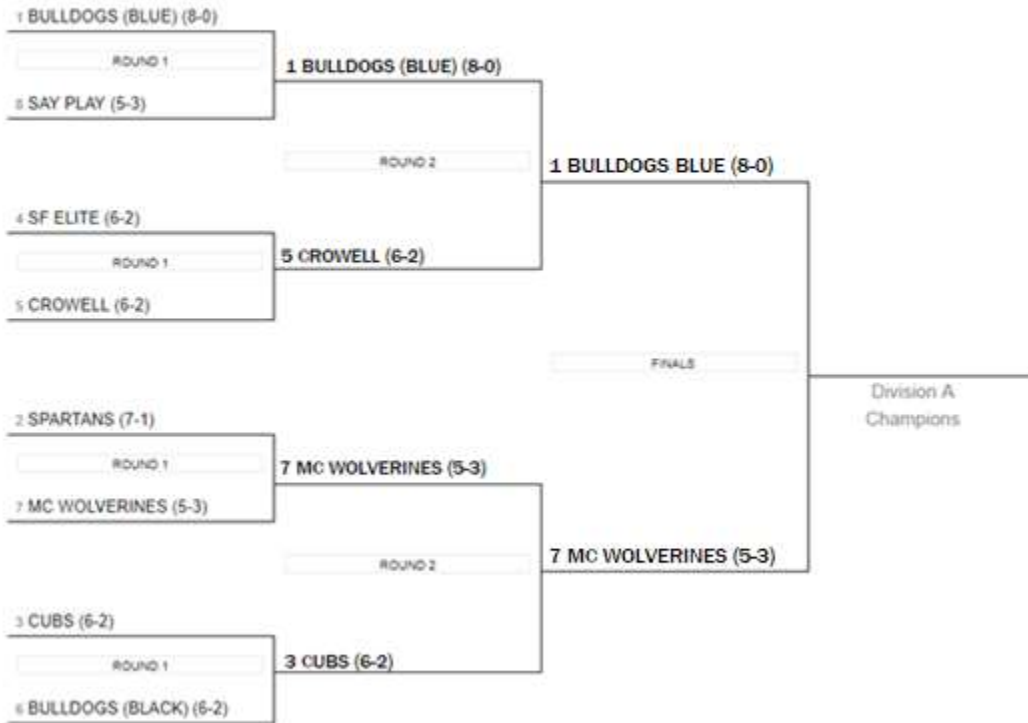 1 BULLDOGS (BLUE) (8-0)
ROUND 1
8 SAY PLAY (5-3)
1 BULLDOGS (BLUE) (8-0)
ROUND 2
4 SF ELITE (6-2)
ROUND 1
5 CROWELL (6-2)
5 CROWELL (6-2)
1 BULLDOGS BLUE (8-0)
FINALS
Division A
Champions
2 SPARTANS (7-1)
ROUND 1
7 MC WOLVERINES (5-3)
7 MC WOLVERINES (5-3)
ROUND 2
7 MC WOLVERINES (5-3)
3 CUBS (6-2)
ROUND 1
6 BULLDOGS (BLACK) (6-2)
3 CUBS (6-2)